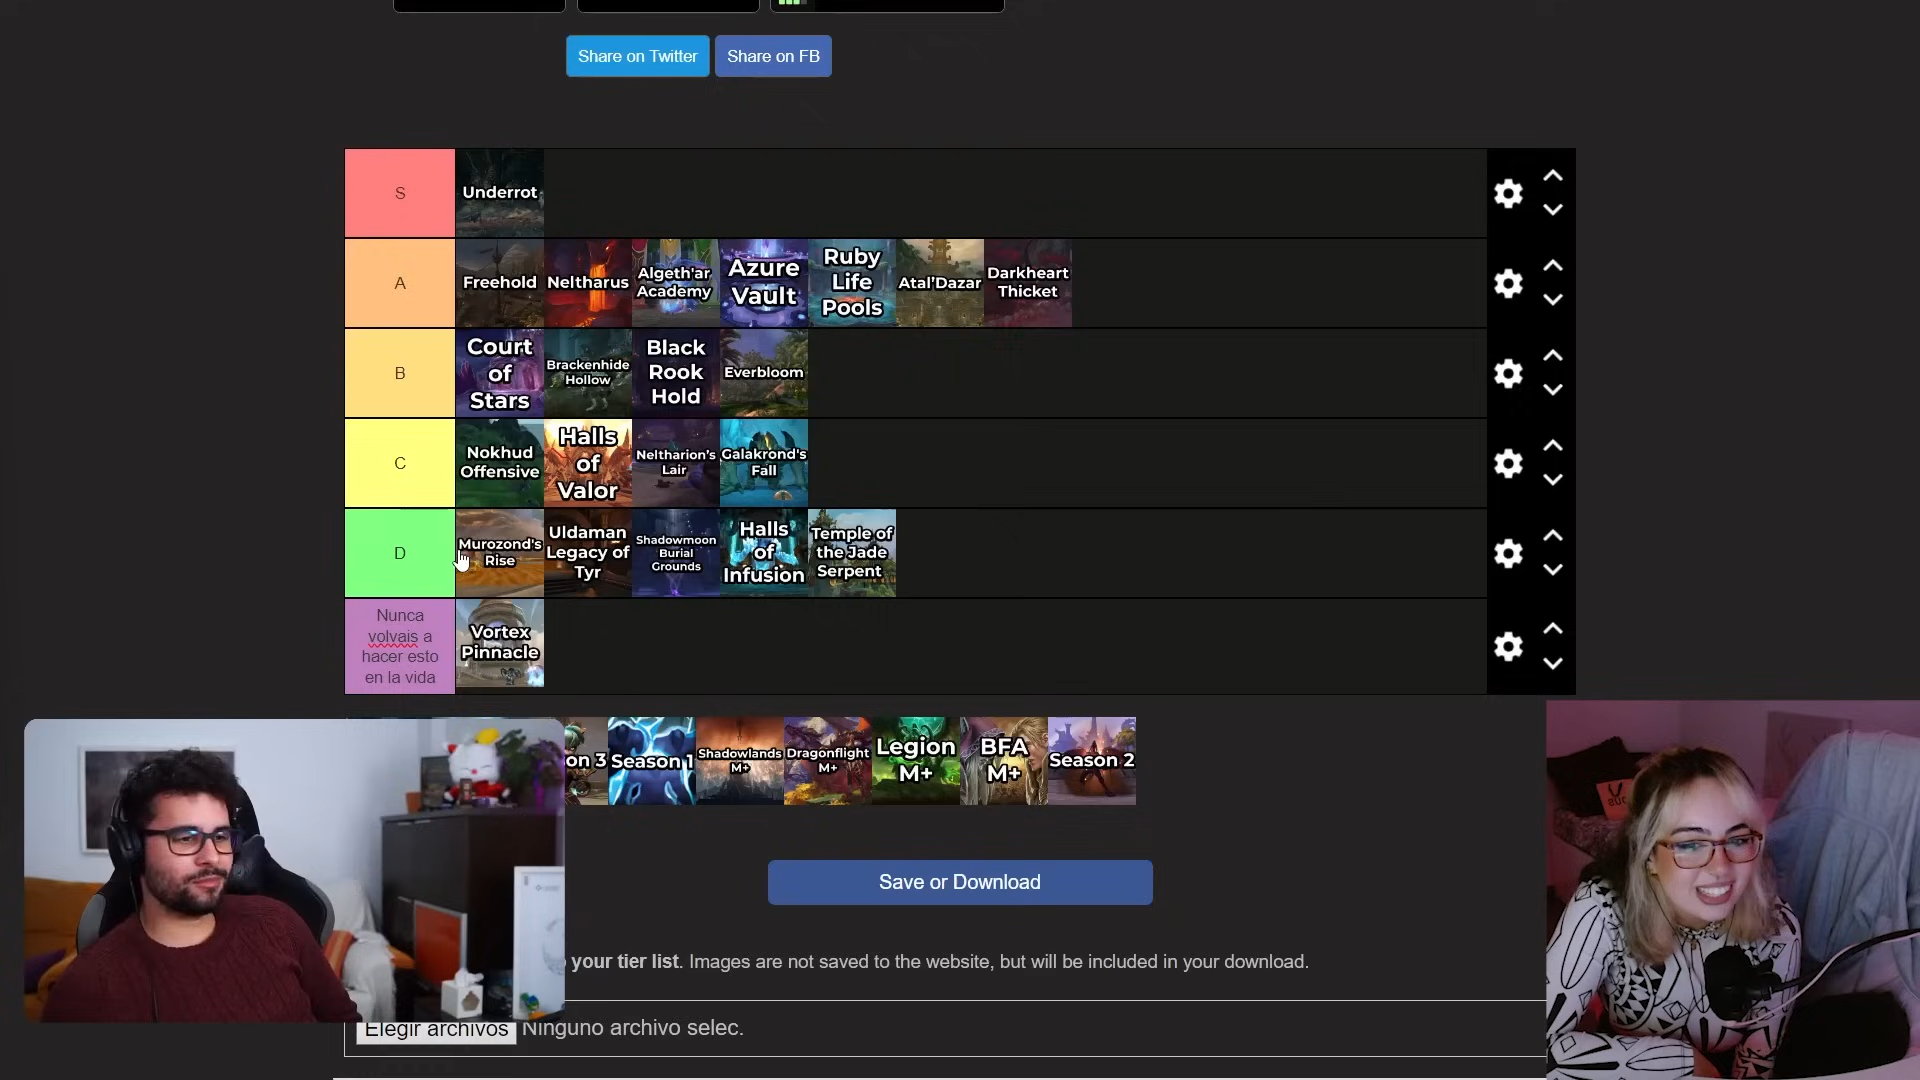 Share on Twitter
Share on FB
S
Underrot
A
Freehold
Neltharus
Algeth'ar
Academy
Azure
Vault
Ruby
Life
Pools
Atal'Dazar
Darkheart
Thicket
B
Court
of
Stars
Brackenhide
Hollow
Black
Rook
Hold
Everbloom
C
Nokhud
Offensive
Halls
of
Valor
Neltharion's
Lair
Galakrond's
Fall
D
Murozond's
Rise
Uldaman
Legacy of
Tyr
Shadowmoon
Burial
Grounds
Halls
of
Infusion
Temple of
the Jade
Serpent
Nunca
volvais a
hacer esto
en la vida
Vortex
Pinnacle
on 3
Season 1
Shadowlands
M+
Dragonflight
M+
Legion
M+
BFA
M+
Season 2
Save or Download
your tier list. Images are not saved to the website, but will be included in your download.
Elegir archivos Ninguno archivo selec.